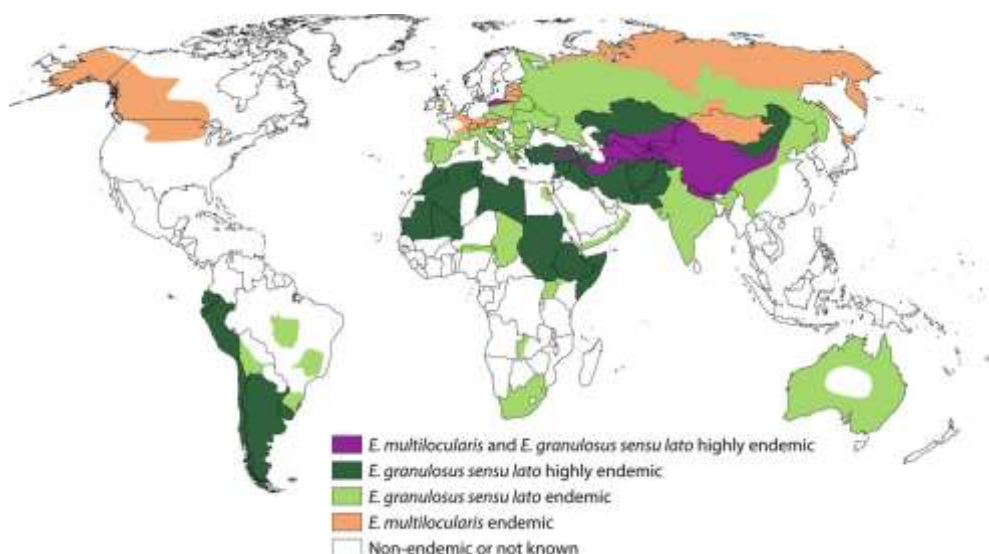 E. multilocularis and E. granulosus sensu lato highly endemic
E. granulosus sensu lato highly endemic
E. granulosus sensu lato endemic
E. multilocularis endemic
Non-endemic or not known